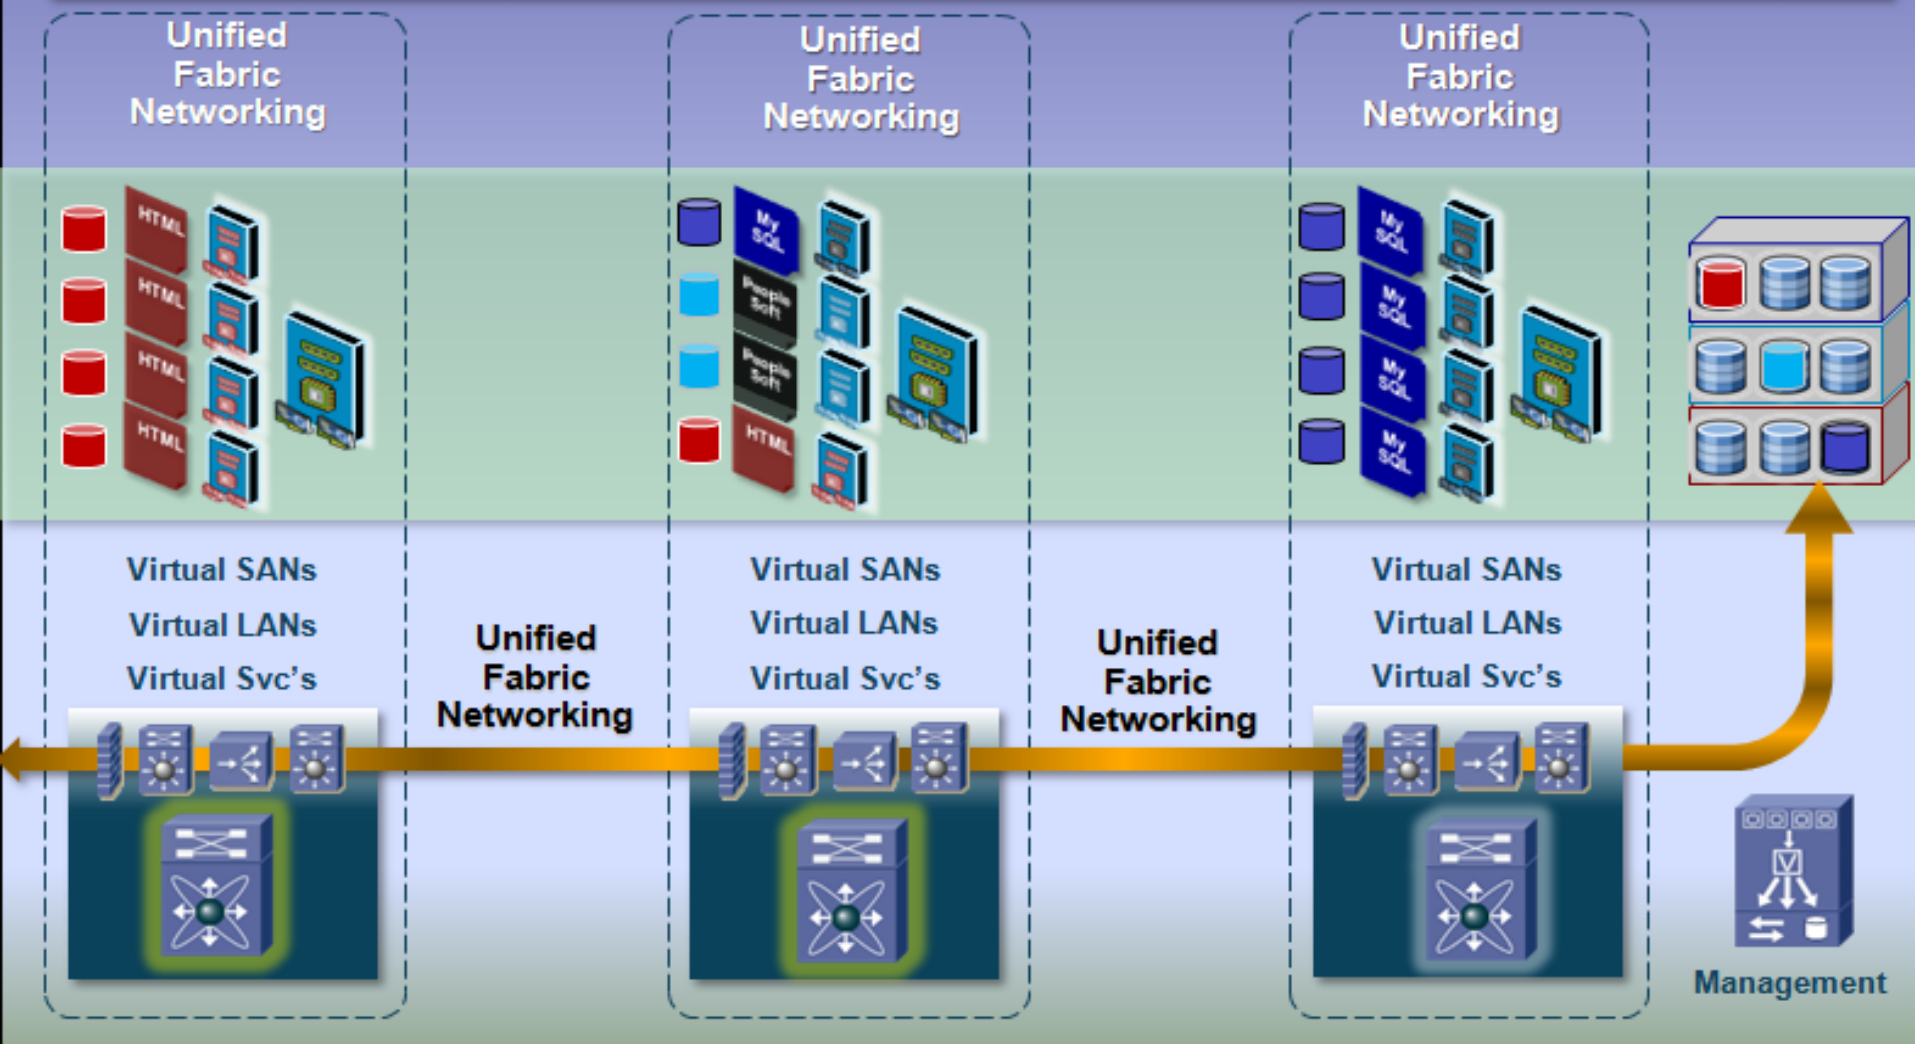 Unified
Fabric
Networking
Unified
Fabric
Networking
Unified
Fabric
Networking
HTML
HTML
HTML
HTML
My
SQL
People
Soft
People
Soft
HTML
My
SQL
My
SQL
My
SQL
My
SQL
Virtual SANs
Virtual LANs
Virtual Svc's
Unified
Fabric
Networking
Virtual SANs
Virtual LANs
Virtual Svc's
Unified
Fabric
Networking
Virtual SANs
Virtual LANs
Virtual Svc's
V
Management